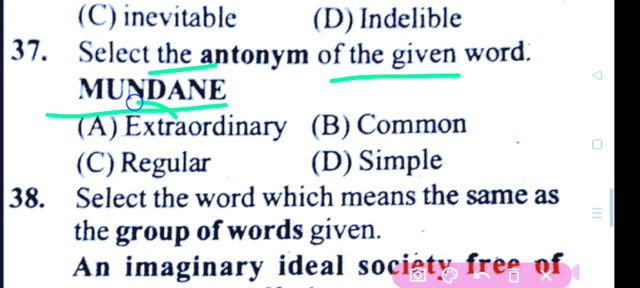 (C) inevitable (D) Indelible
37. Select the antonym of the given word.
MUNDANE
(A) Extraordinary (B) Common
(C) Regular (D) Simple
38. Select the word which means the same as
the group of words given.
An imaginary ideal society free of